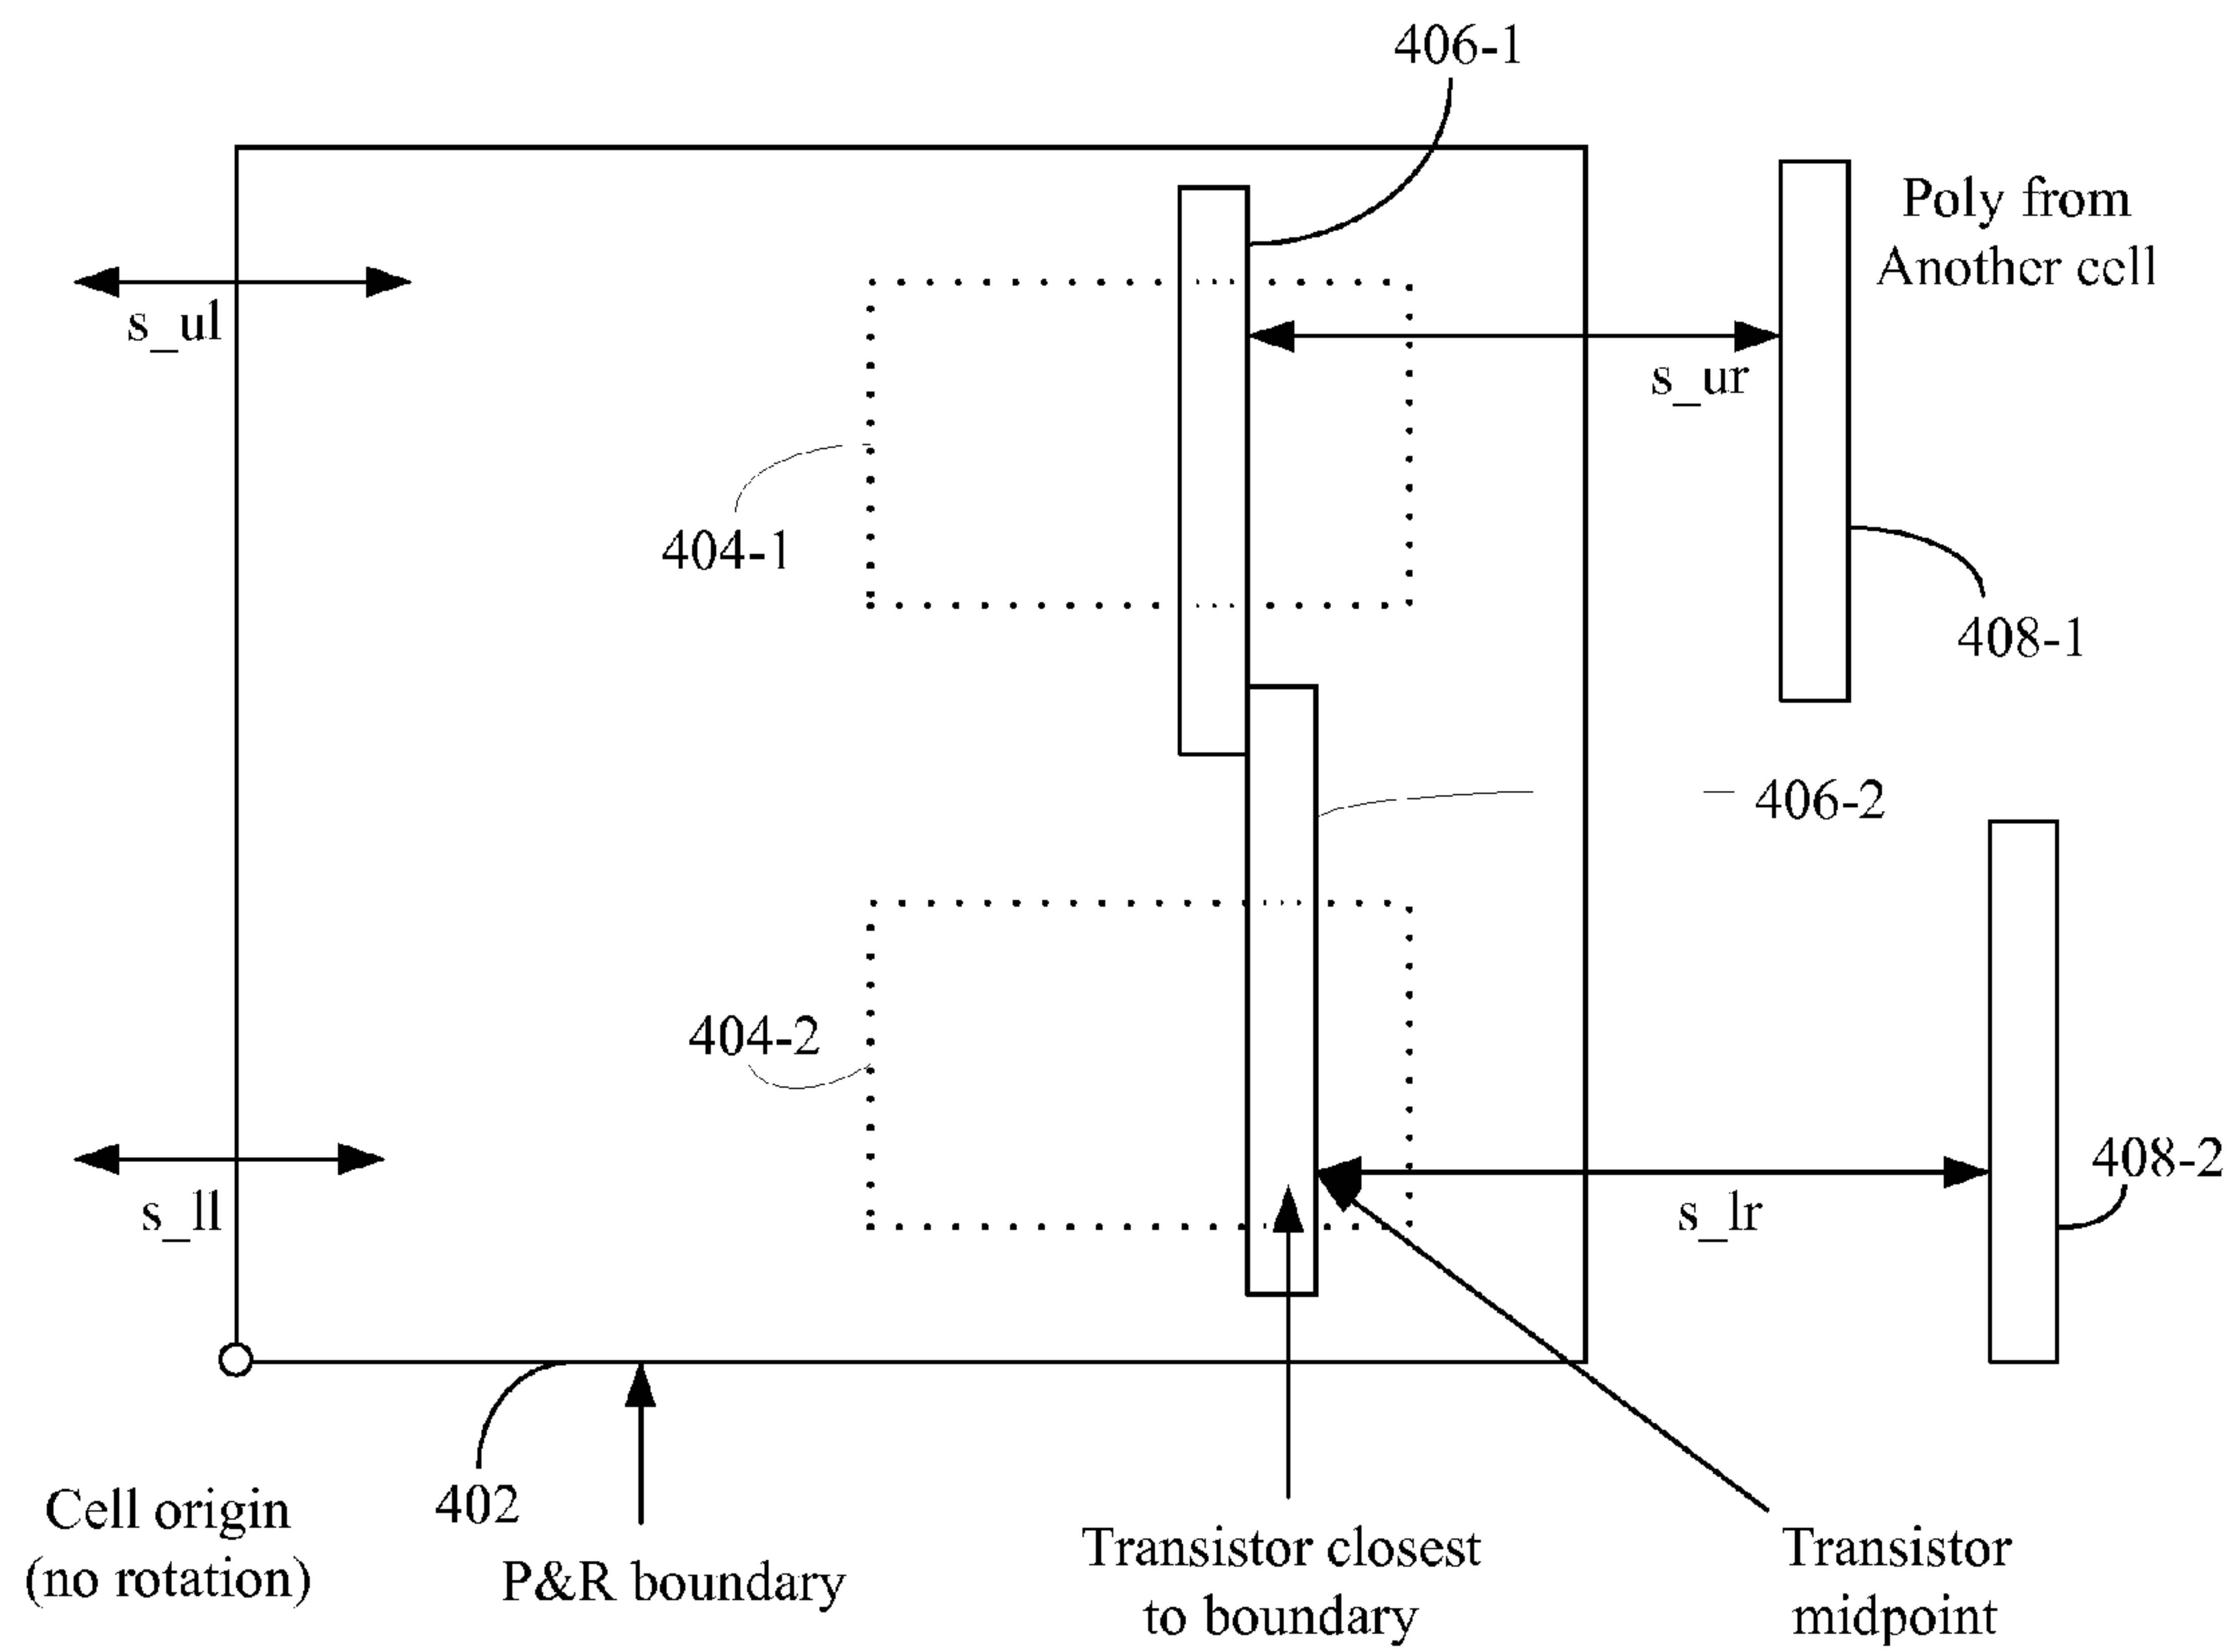 406-1
Poly from
Another cell
s_ul
s_ur
404-1
408-1
406-2
404-2
408-2
s_ll
s_lr
402
Cell origin
(no rotation)
P&R boundary
Transistor closest
to boundary
Transistor
midpoint